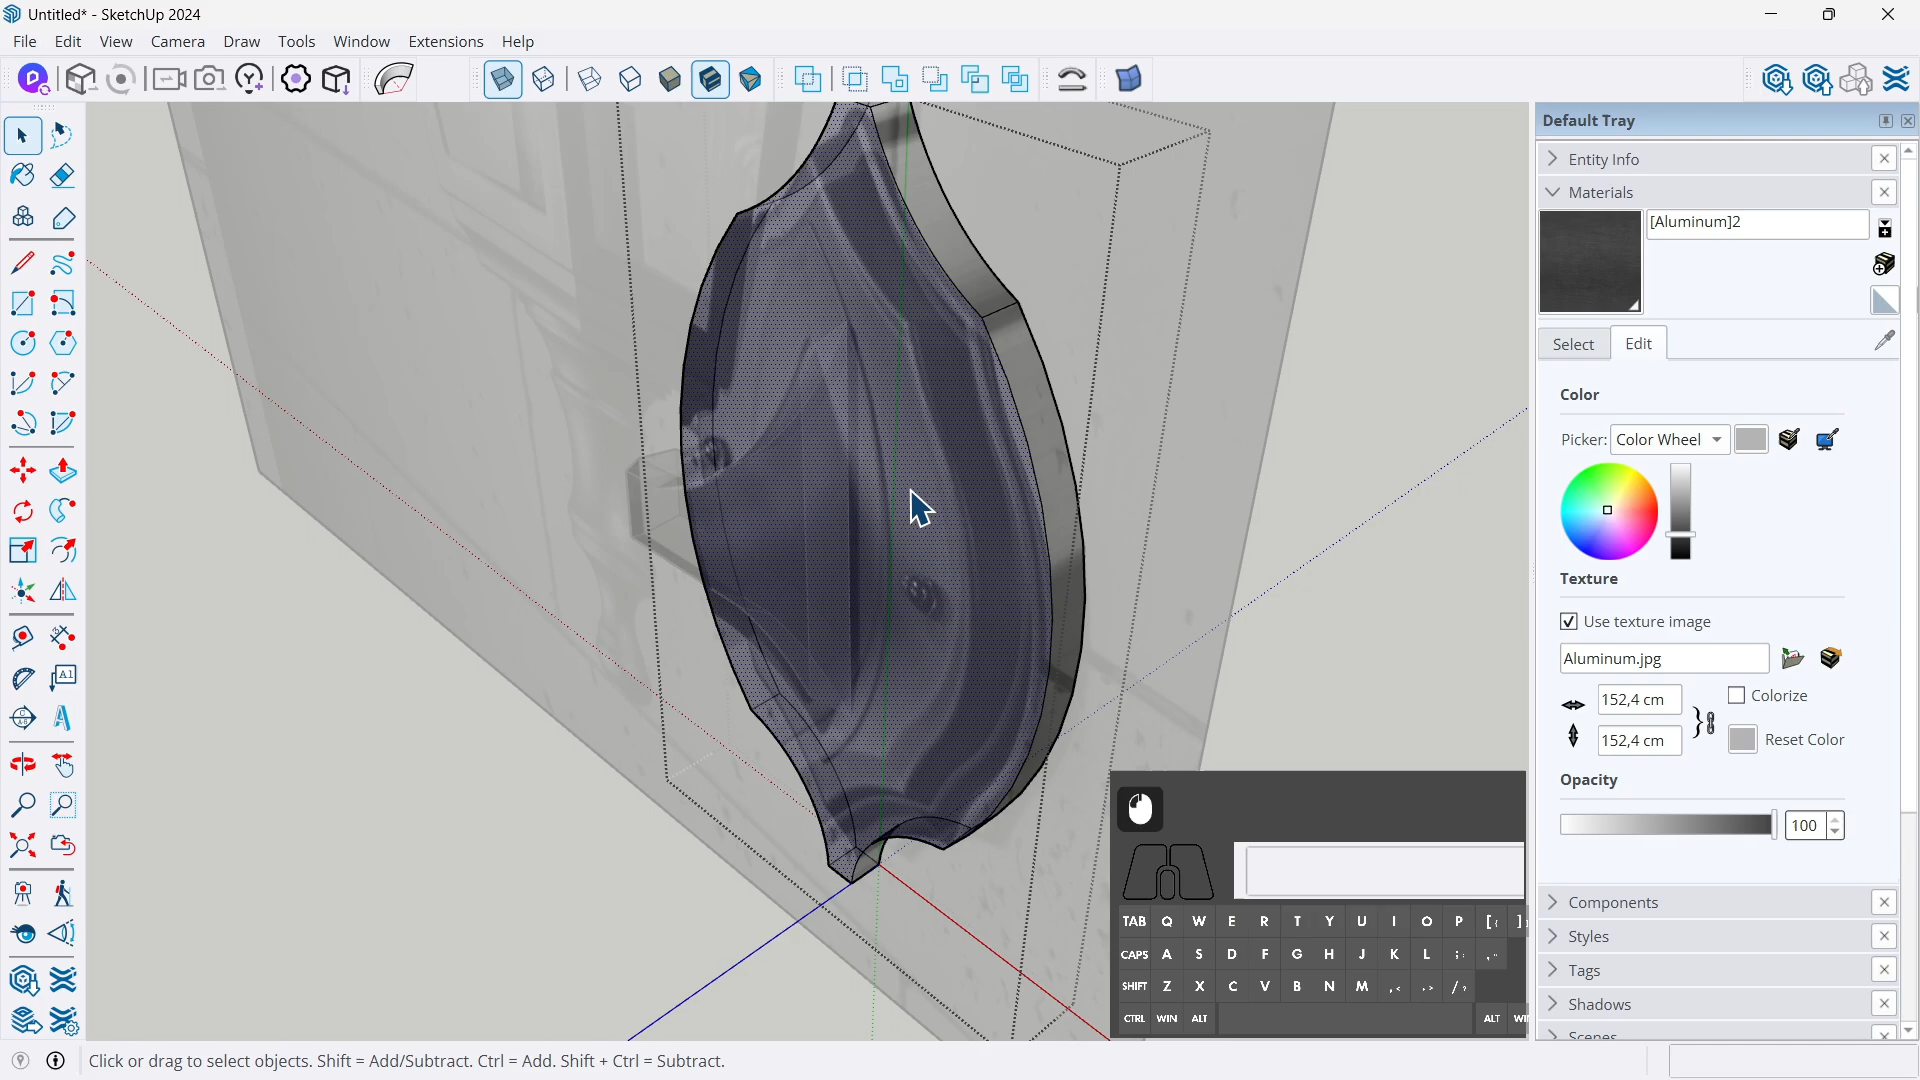 Untitled* - SketchUp 2024
File Edit View Camera Draw Tools Window Extensions Help
Default Tray
Entity Info
Materials
[Aluminum]2
Select Edit
Color
Picker: Color Wheel
Texture
Use texture image
Aluminum.jpg
152,4 cm
Colorize
152,4 cm
Reset Color
Opacity
100
Components
Styles
Tags
Shadows
Scenes
TAB Q W E R T Y U I O P [{ ]
CAPS A S D F G H J K L ;:
SHIFT Z X C V B N M ,< .> /?
CTRL WIN ALT ALT WI
Click or drag to select objects. Shift = Add/Subtract. Ctrl = Add. Shift + Ctrl = Subtract.